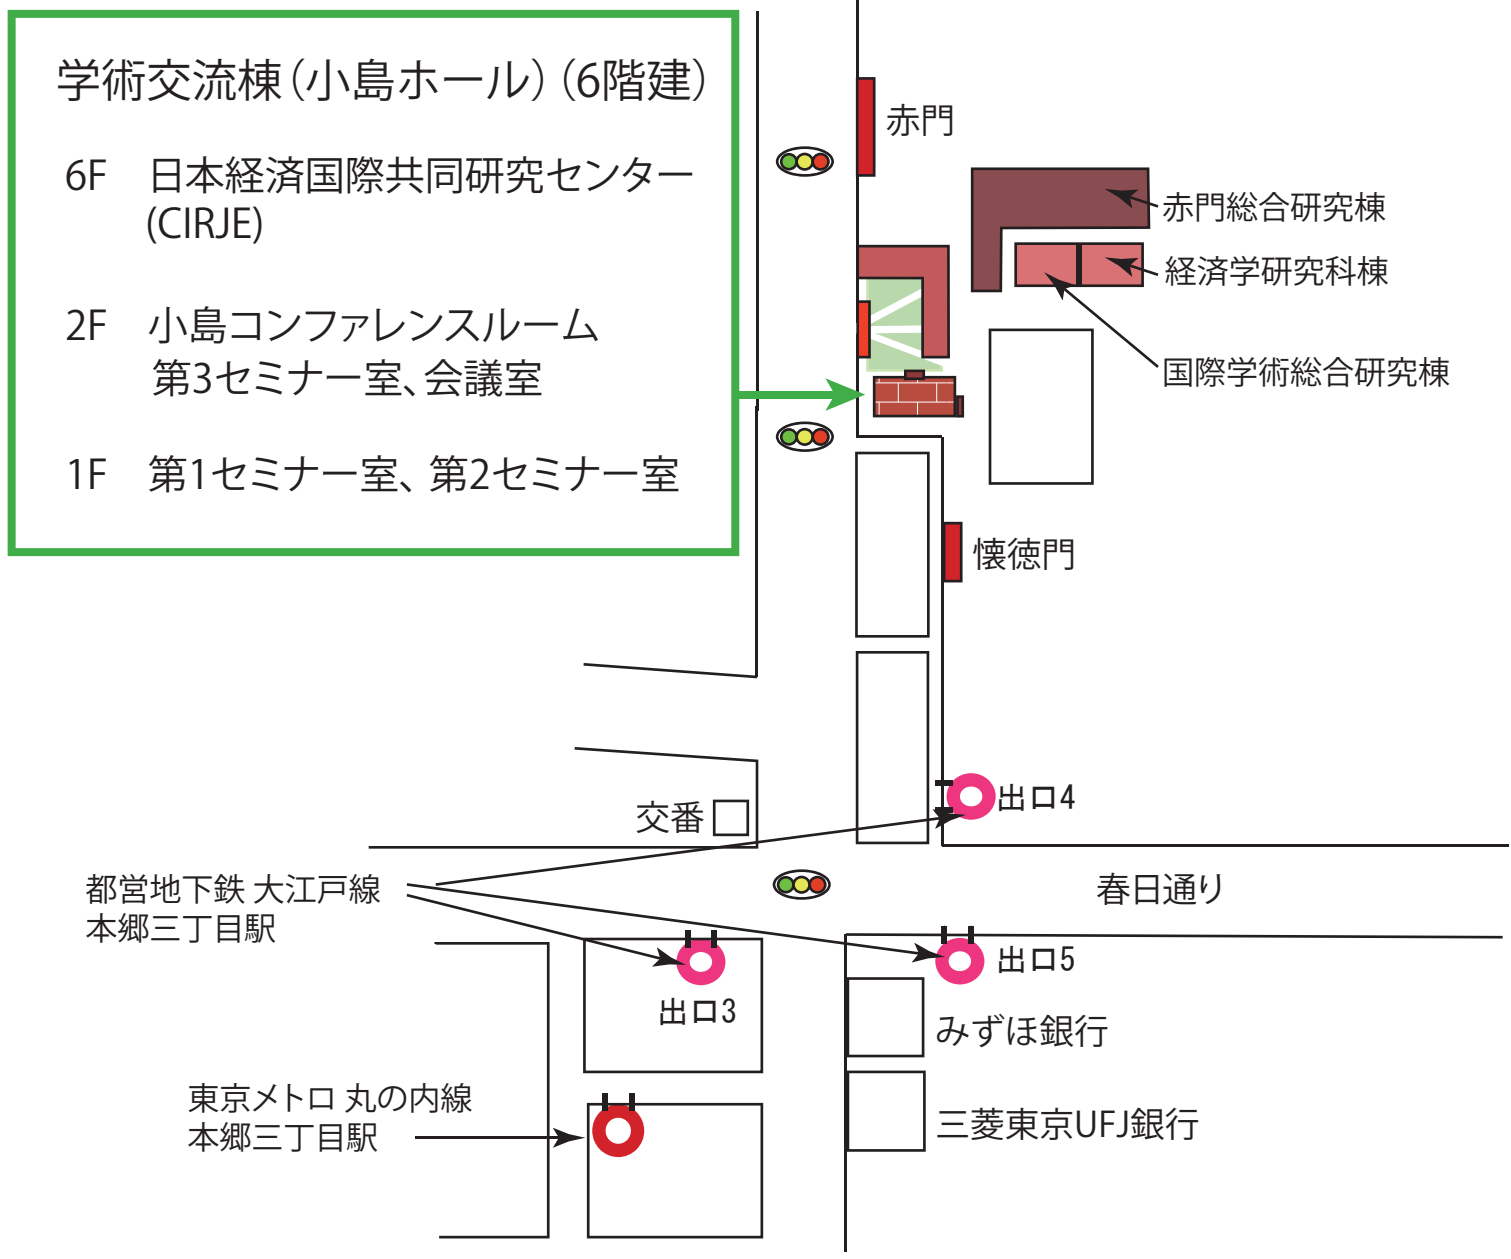 学術交流棟（小島ホール）（6階建）
6F 日本経済国際共同研究センター
(CIRJE)
2F 小島コンファレンスルーム
第3セミナー室、会議室
1F 第1セミナー室、第2セミナー室
赤門
赤門総合研究棟
経済学研究科棟
国際学術総合研究棟
懐徳門
出口4
交番
都営地下鉄 大江戸線
本郷三丁目駅
春日通り
出口5
出口3
みずほ銀行
東京メトロ 丸の内線
本郷三丁目駅
三菱東京UFJ銀行